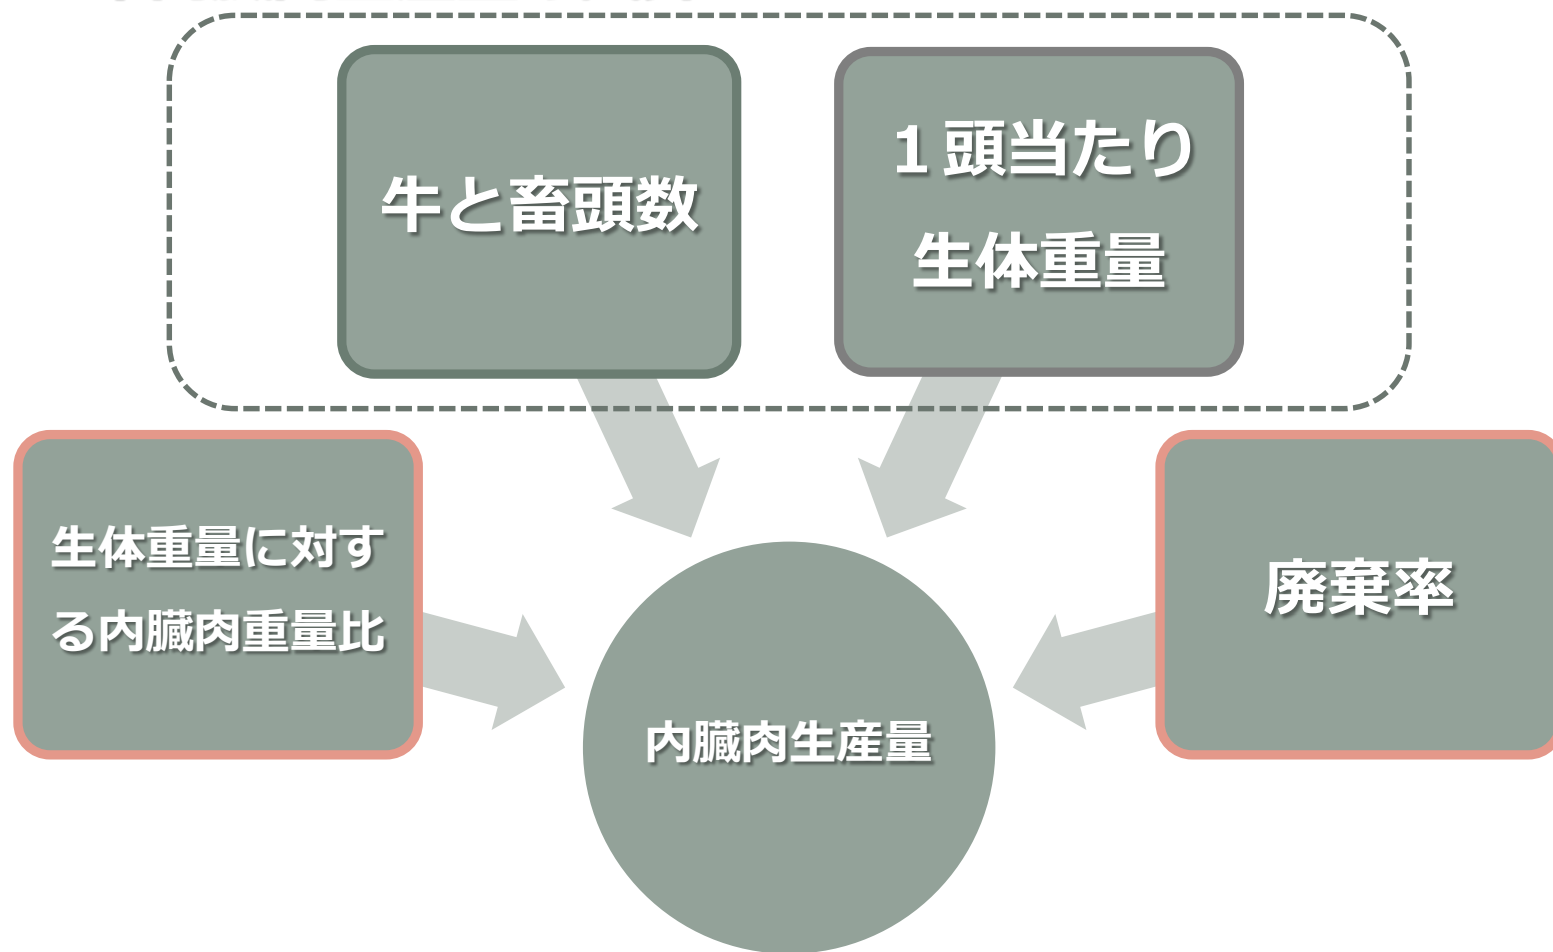 牛と畜頭数
１頭当たり
生体重量
生体重量に対す
る内臓肉重量比
廃棄率
内臓肉生産量